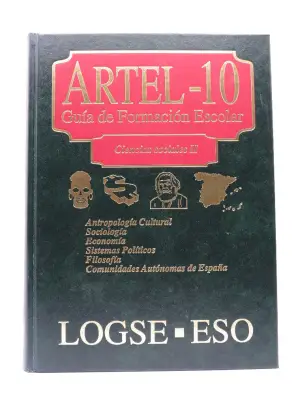 ARTEL-10
Guía de Formación Escolar
Ciencias sociales II
Antropología Cultural
Sociología
Economía
Sistemas Políticos
Filosofía
Comunidades Autónomas de España
LOGSE ▪ ESO